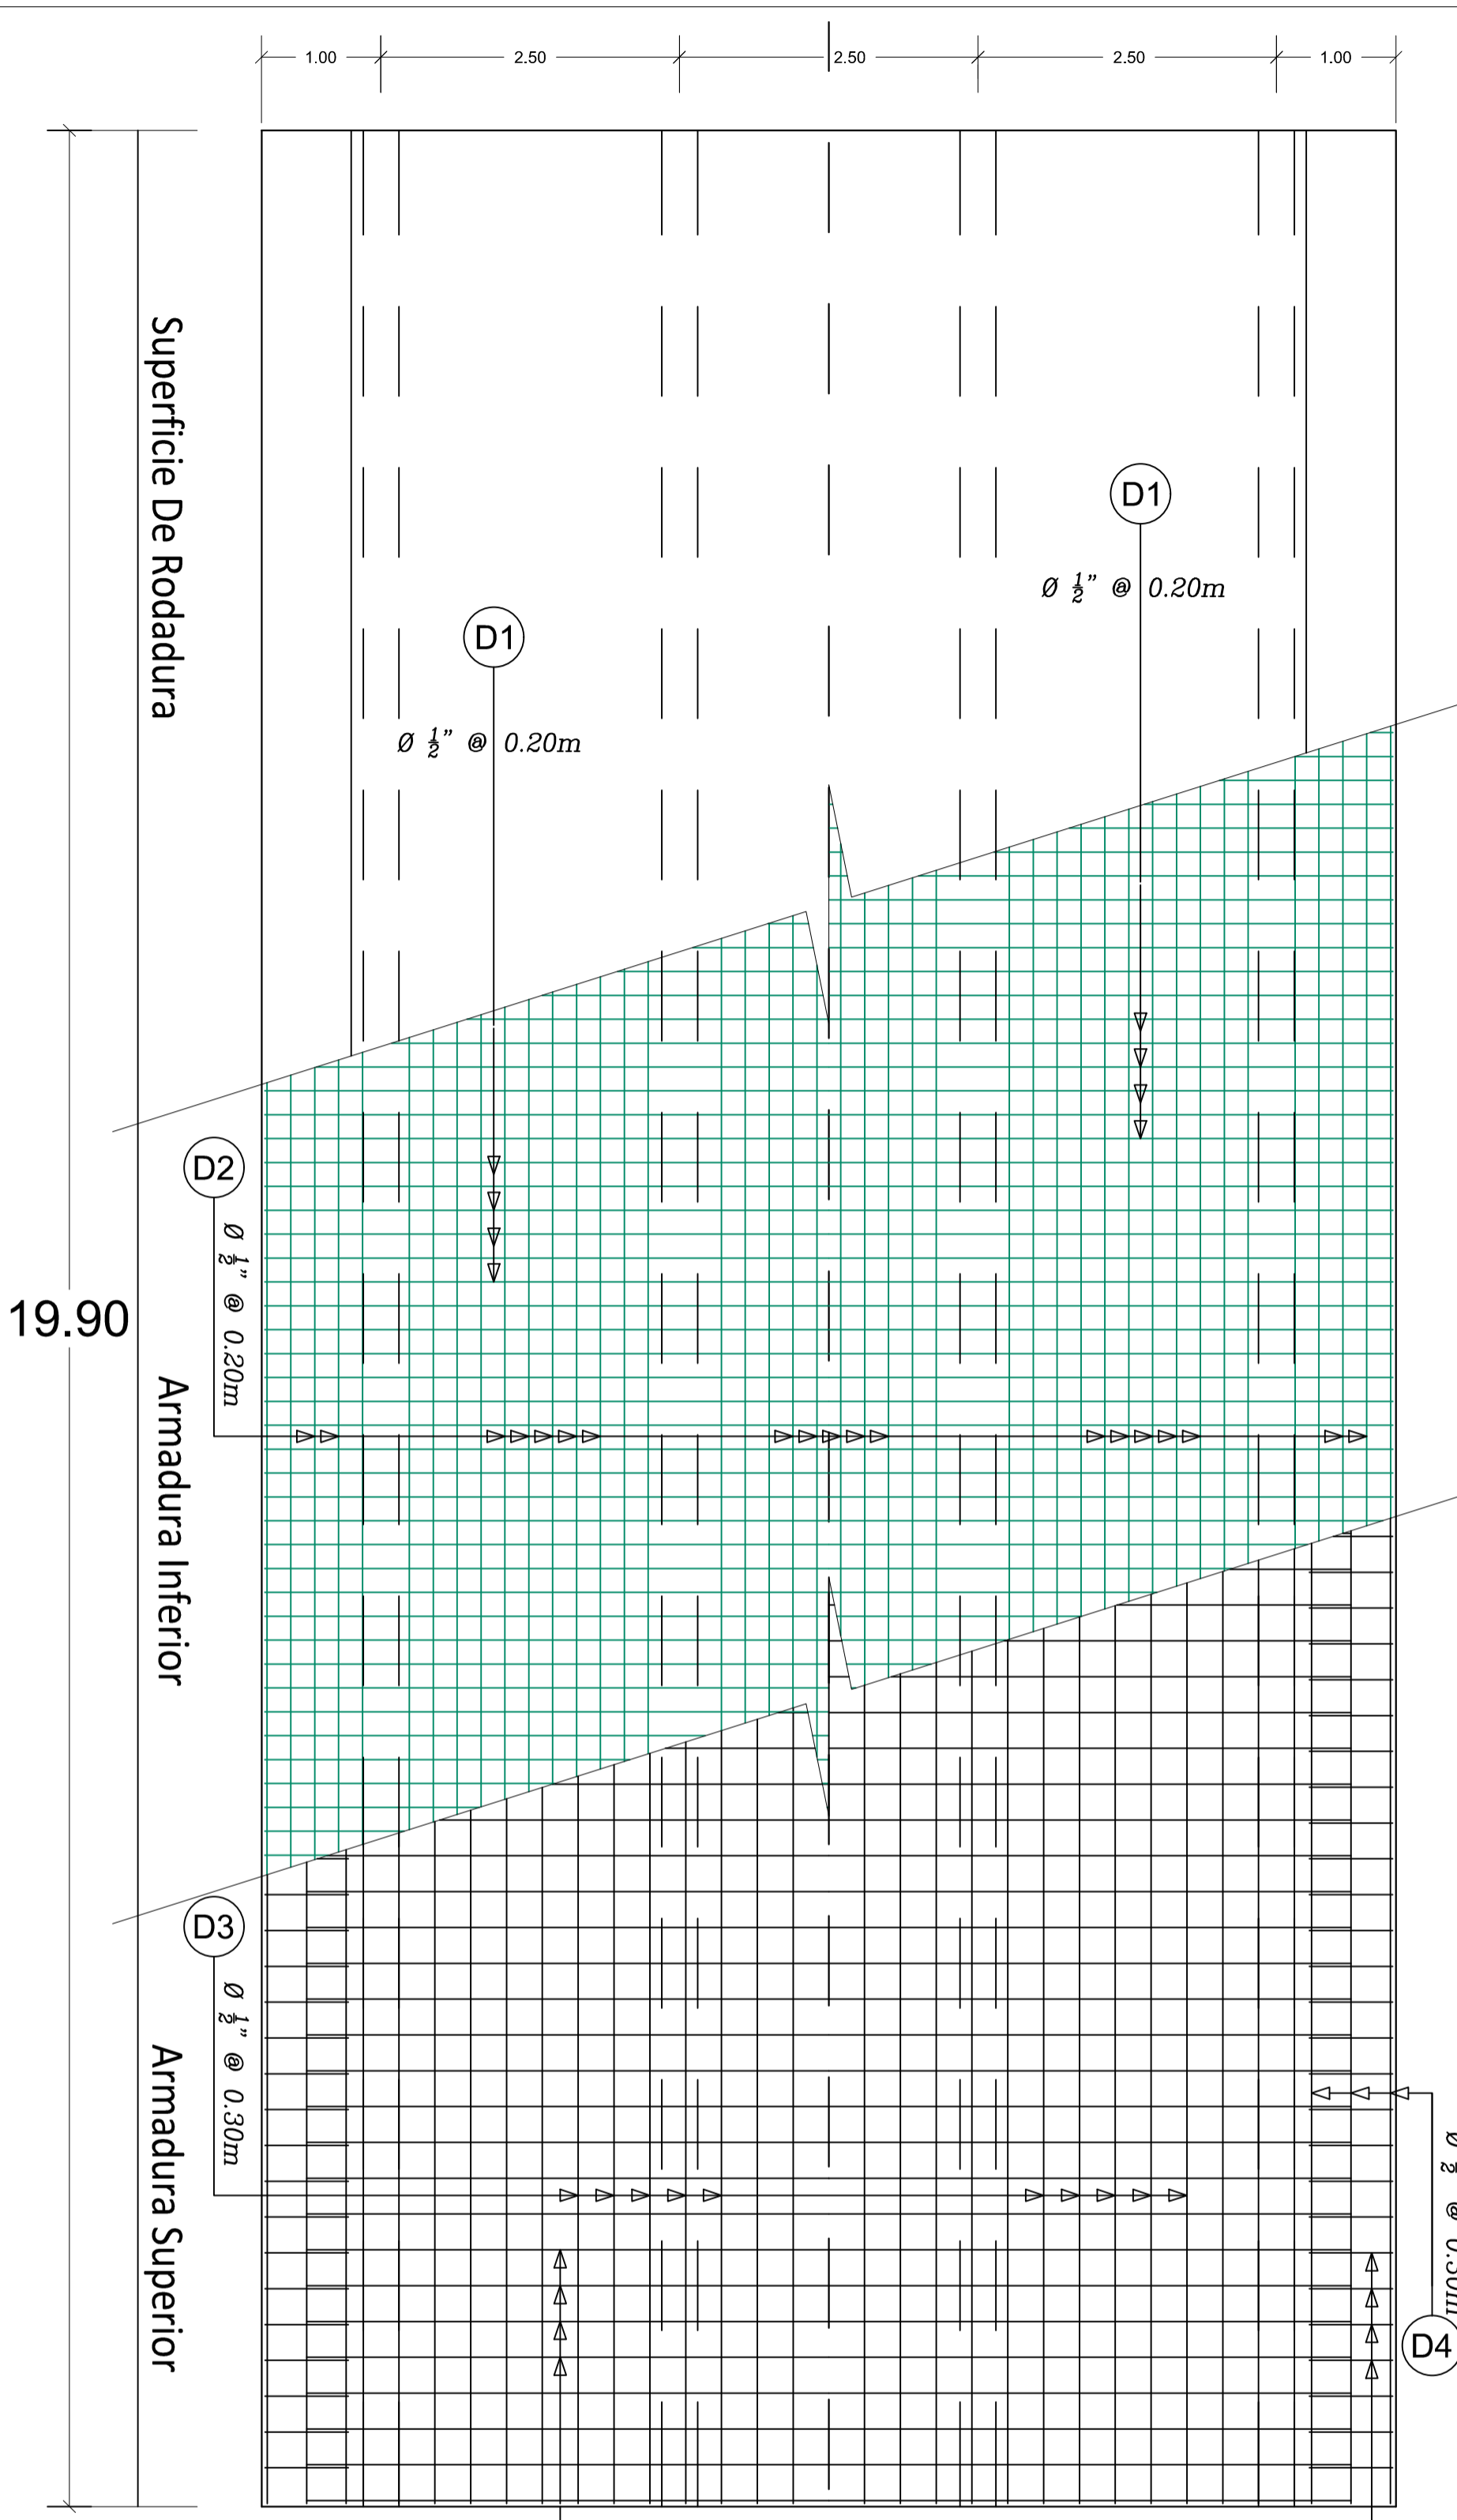 1.00 2.50 2.50 2.50 1.00
Superficie De Rodadura
D1
Ø 1/2" @ 0.20m
D1
Ø 1/2" @ 0.20m
D2
Ø 1/2" @ 0.20m
19.90
Armadura Inferior
D3
Ø 1/2" @ 0.30m
Armadura Superior
@ 0.30m
D4